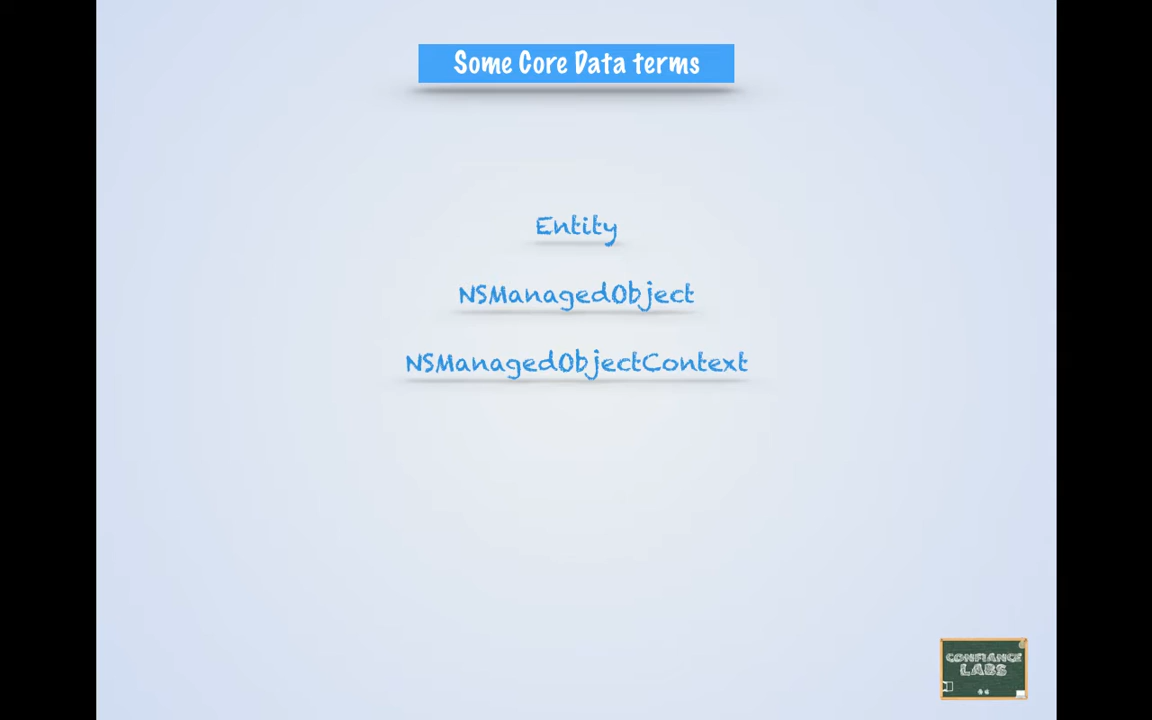 Some Core Data terms
Entity
NSManagedObject
NSManagedObjectContext
CONFIANCE
LABS